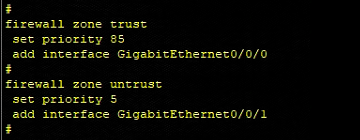 #
firewall zone trust
 set priority 85
 add interface GigabitEthernet0/0/0
#
firewall zone untrust
 set priority 5
 add interface GigabitEthernet0/0/1
#